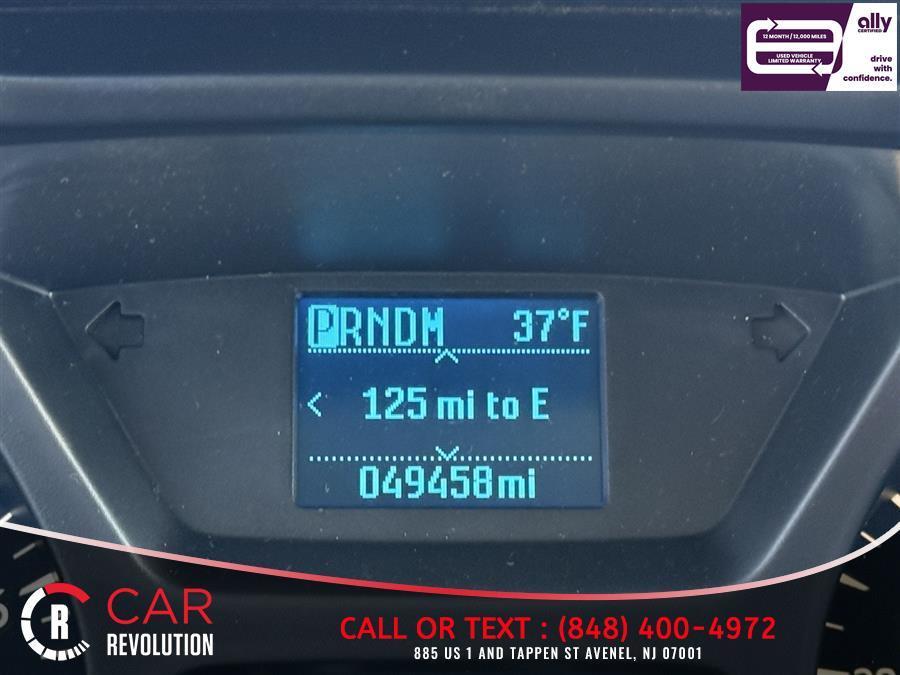 ally
CERTIFIED
12 MONTH / 12,000 MILES
USED VEHICLE
LIMITED WARRANTY
drive
with
confidence.
PRNDM 37°F
< 125 mi to E
049458mi
R
CAR
REVOLUTION
CALL OR TEXT : (848) 400-4972
885 US 1 AND TAPPEN ST AVENEL, NJ 07001